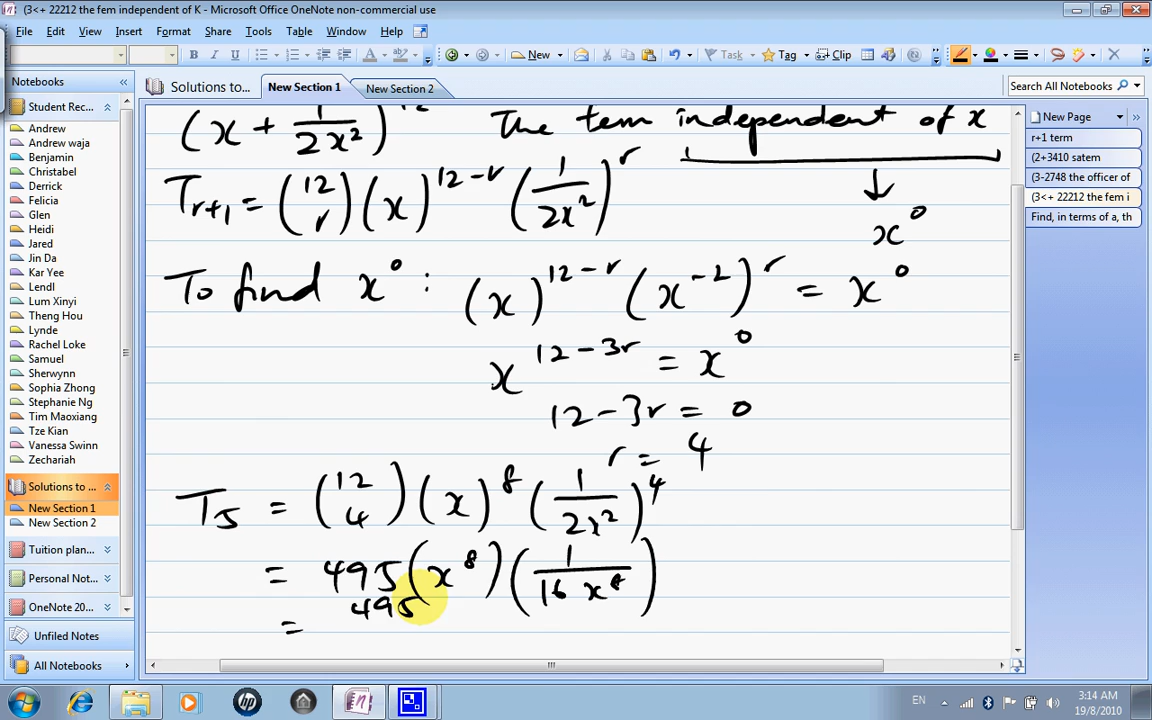 (3<+ 22212 the fem independent of K - Microsoft Office OneNote non-commercial use
File Edit View Insert Format Share Tools Table Window Help
New Task Tag Clip
Notebooks
Solutions to... New Section 1 New Section 2
Search All Notebooks
Student Rec...
Andrew
Andrew waja
Benjamin
Christabel
Derrick
Felicia
Glen
Heidi
Jared
Jin Da
Kar Yee
Lendl
Lum Xinyi
Theng Hou
Lynde
Rachel Loke
Samuel
Sherwynn
Sophia Zhong
Stephanie Ng
Tim Maoxiang
Tze Kian
Vanessa Swinn
Zechariah
Solutions to ...
New Section 1
New Section 2
Tuition plan...
Personal Not...
OneNote 20...
Unfiled Notes
All Notebooks
(x + 1/2x²)¹² The term independent of x
T_{r+1} = (12 r)(x)^{12-r} (1/2x²)^r
x⁰
To find x⁰ : (x)^{12-r} (x^{-2})^r = x⁰
x^{12-3r} = x⁰
12-3r = 0
r = 4
T₅ = (12 4)(x)⁸ (1/2x²)⁴
= 495(x⁸)(1/16x⁸)
= 495
New Page
r+1 term
(2+3410 satem
(3-2748 the officer of
(3<+ 22212 the fem i
Find, in terms of a, th
EN
3:14 AM
19/8/2010